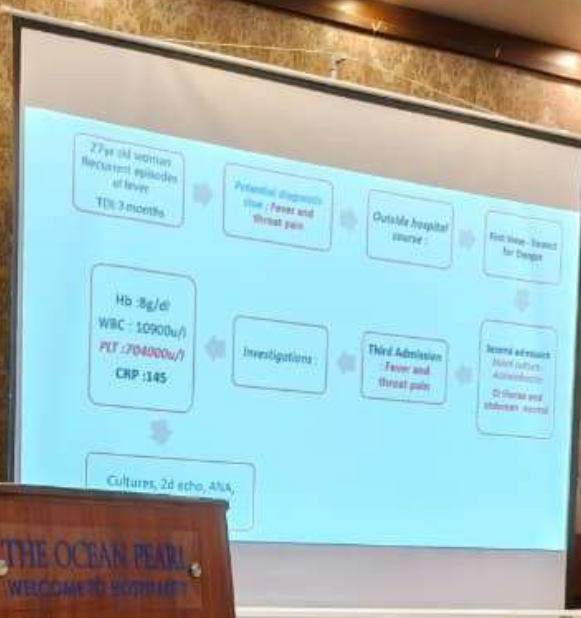 27yr old woman
Recurrent episodes
of fever
TDI: 3 months
Potential diagnostic
clue : Fever and
throat pain
Outside hospital
course :
First time - treated
for Dengue
Second admission
culture -
CT thorax and
abdomen normal
Third Admission
: Fever and
throat pain
Investigations :
Hb :8g/dl
WBC : 10900u/l
PLT :704000u/l
CRP :145
Cultures, 2d echo, ANA,
THE OCEAN PEARL
WELCOME TO